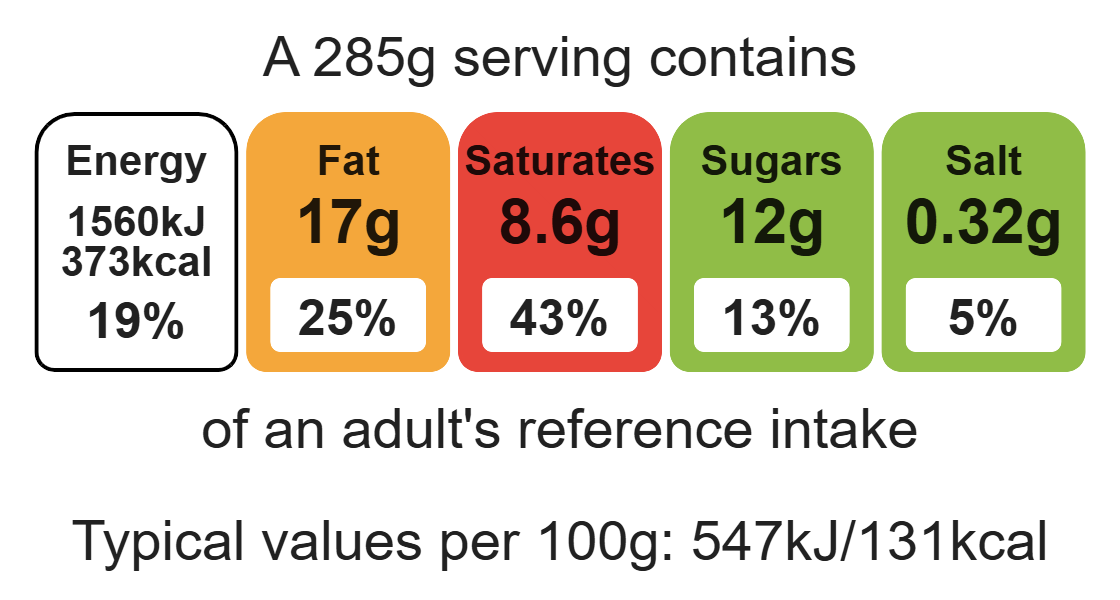 A 285g serving contains
Energy
1560kJ
373kcal
19%
Fat
17g
25%
Saturates
8.6g
43%
Sugars
12g
13%
Salt
0.32g
5%
of an adult's reference intake
Typical values per 100g: 547kJ/131kcal